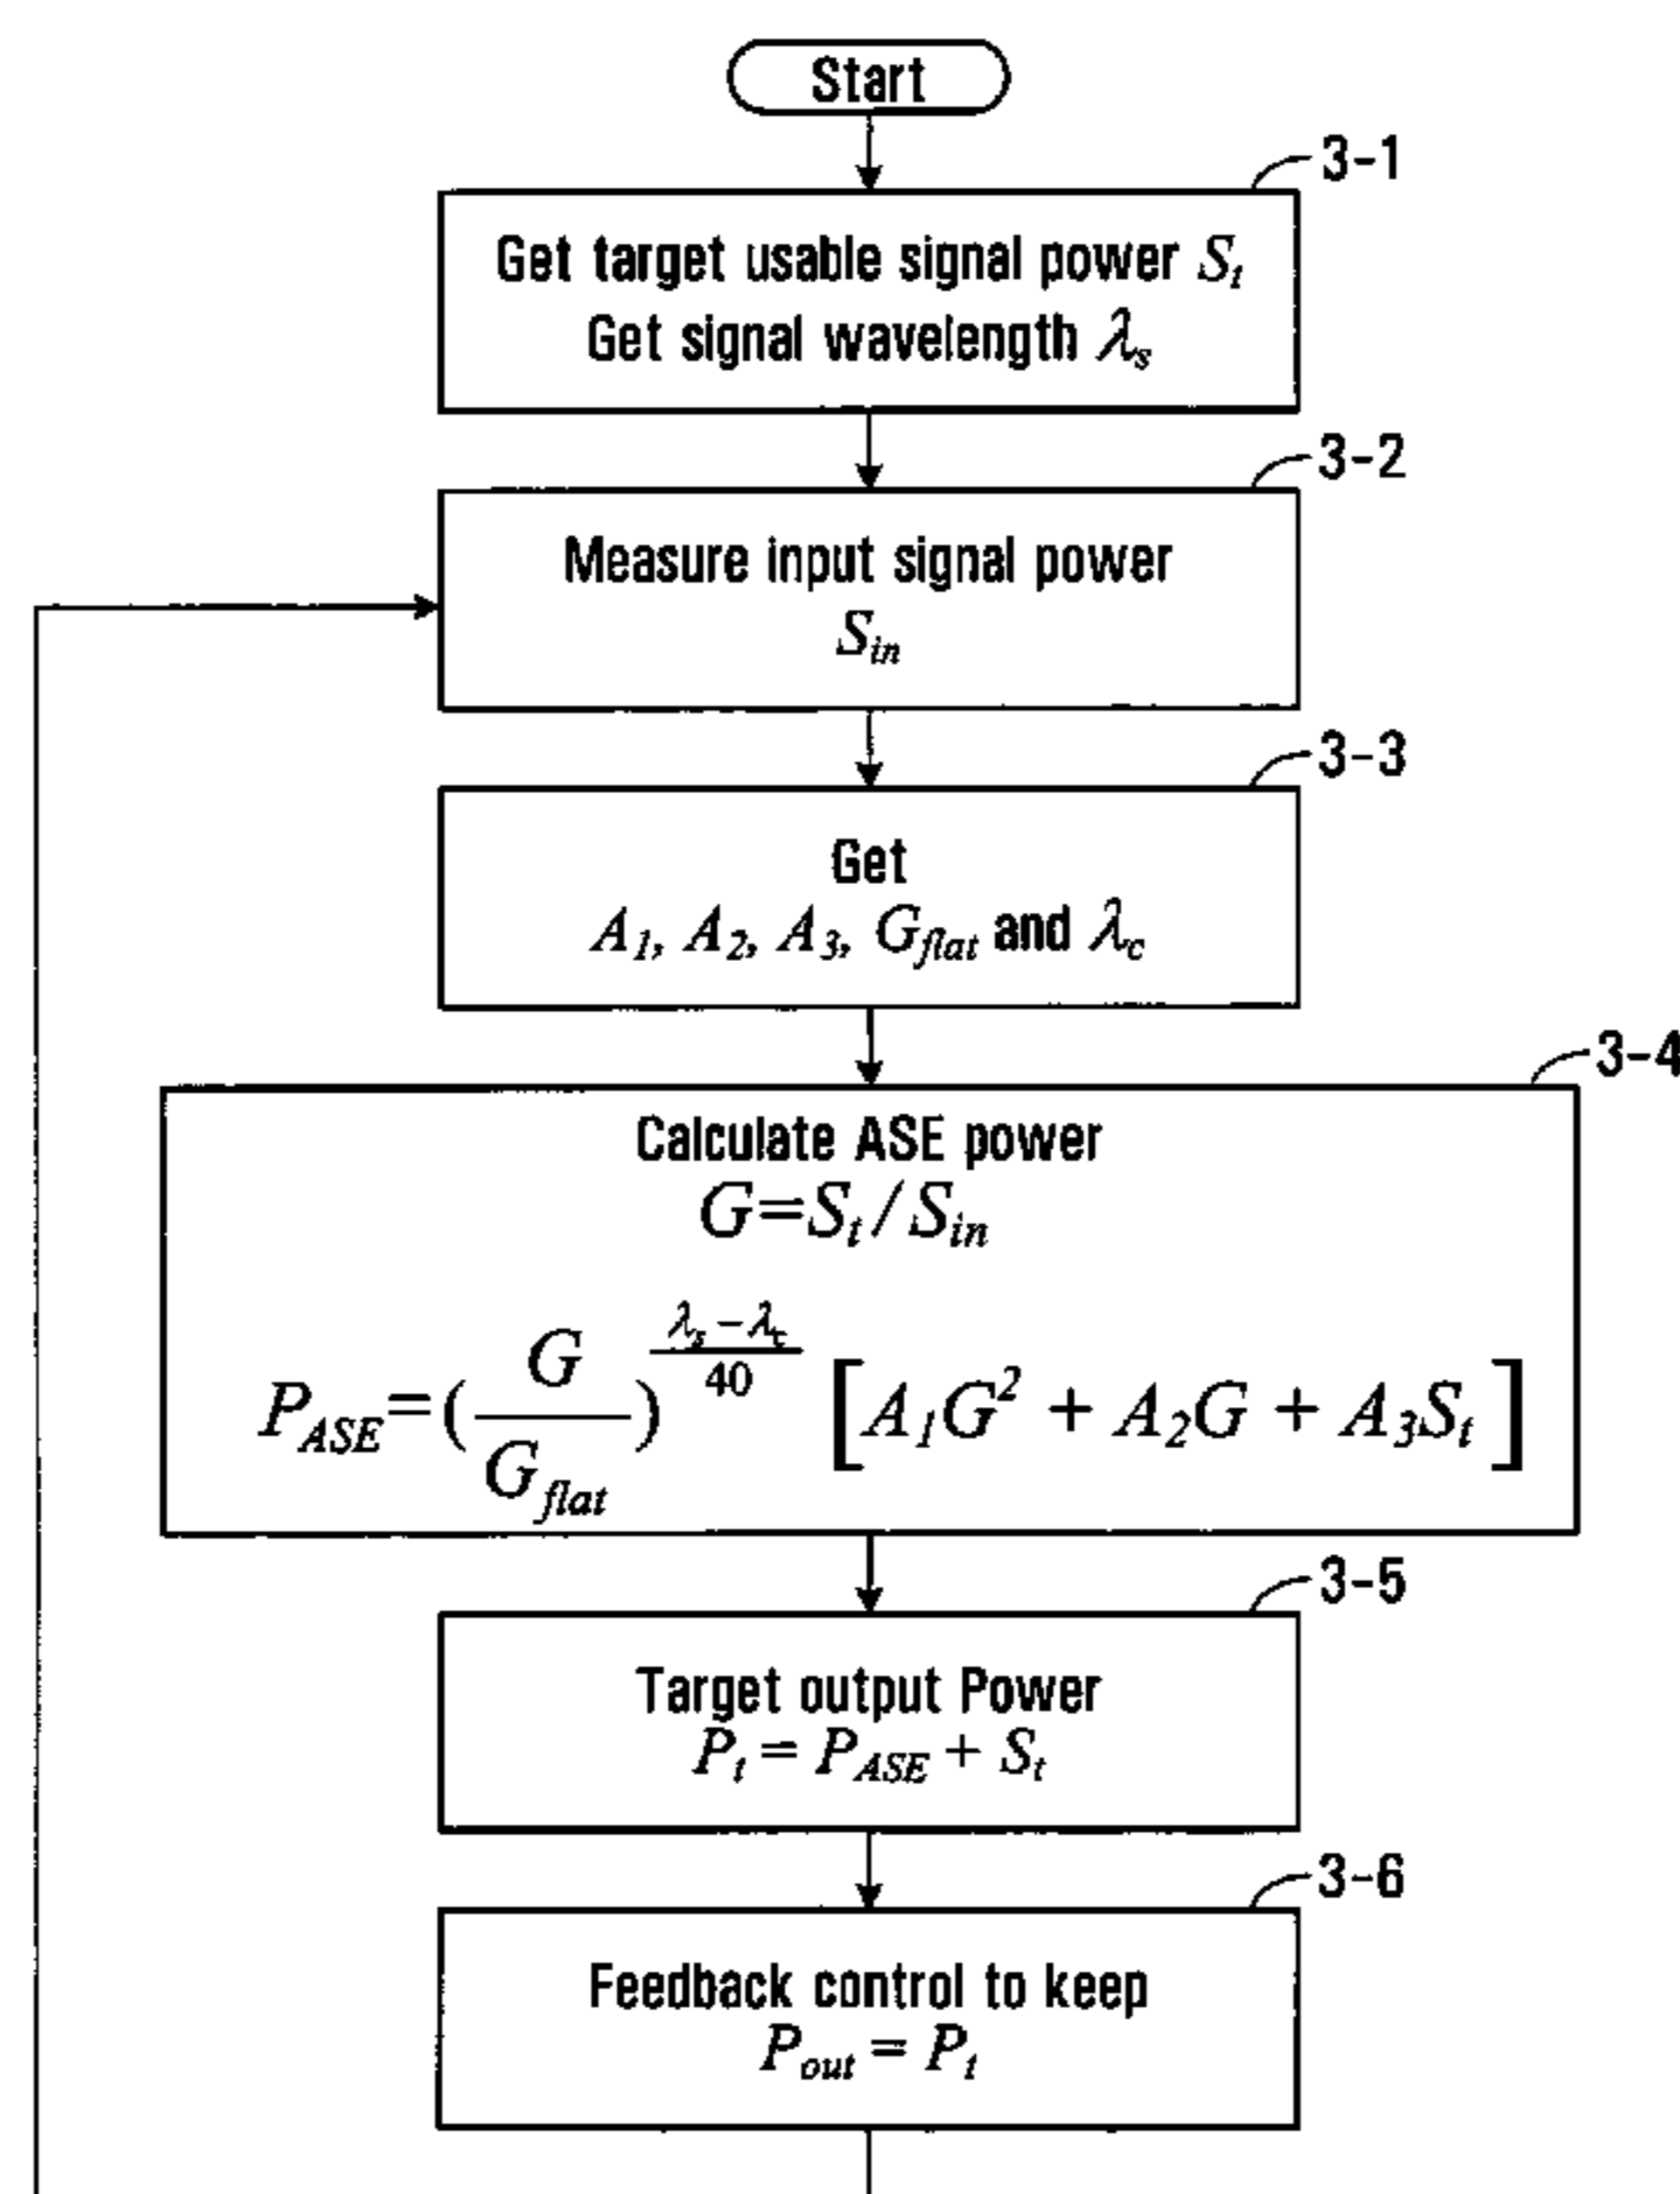 Start
3-1
Get target usable signal power S_t
Get signal wavelength λ_s
3-2
Measure input signal power
S_in
3-3
Get
A_1, A_2, A_3, G_flat and λ_c
3-4
Calculate ASE power
G=S_t/S_in
P_ASE=(G/G_flat)^((λ_s-λ_c)/40) [A_1G^2 + A_2G + A_3S_t]
3-5
Target output Power
P_t = P_ASE + S_t
3-6
Feedback control to keep
P_out = P_t